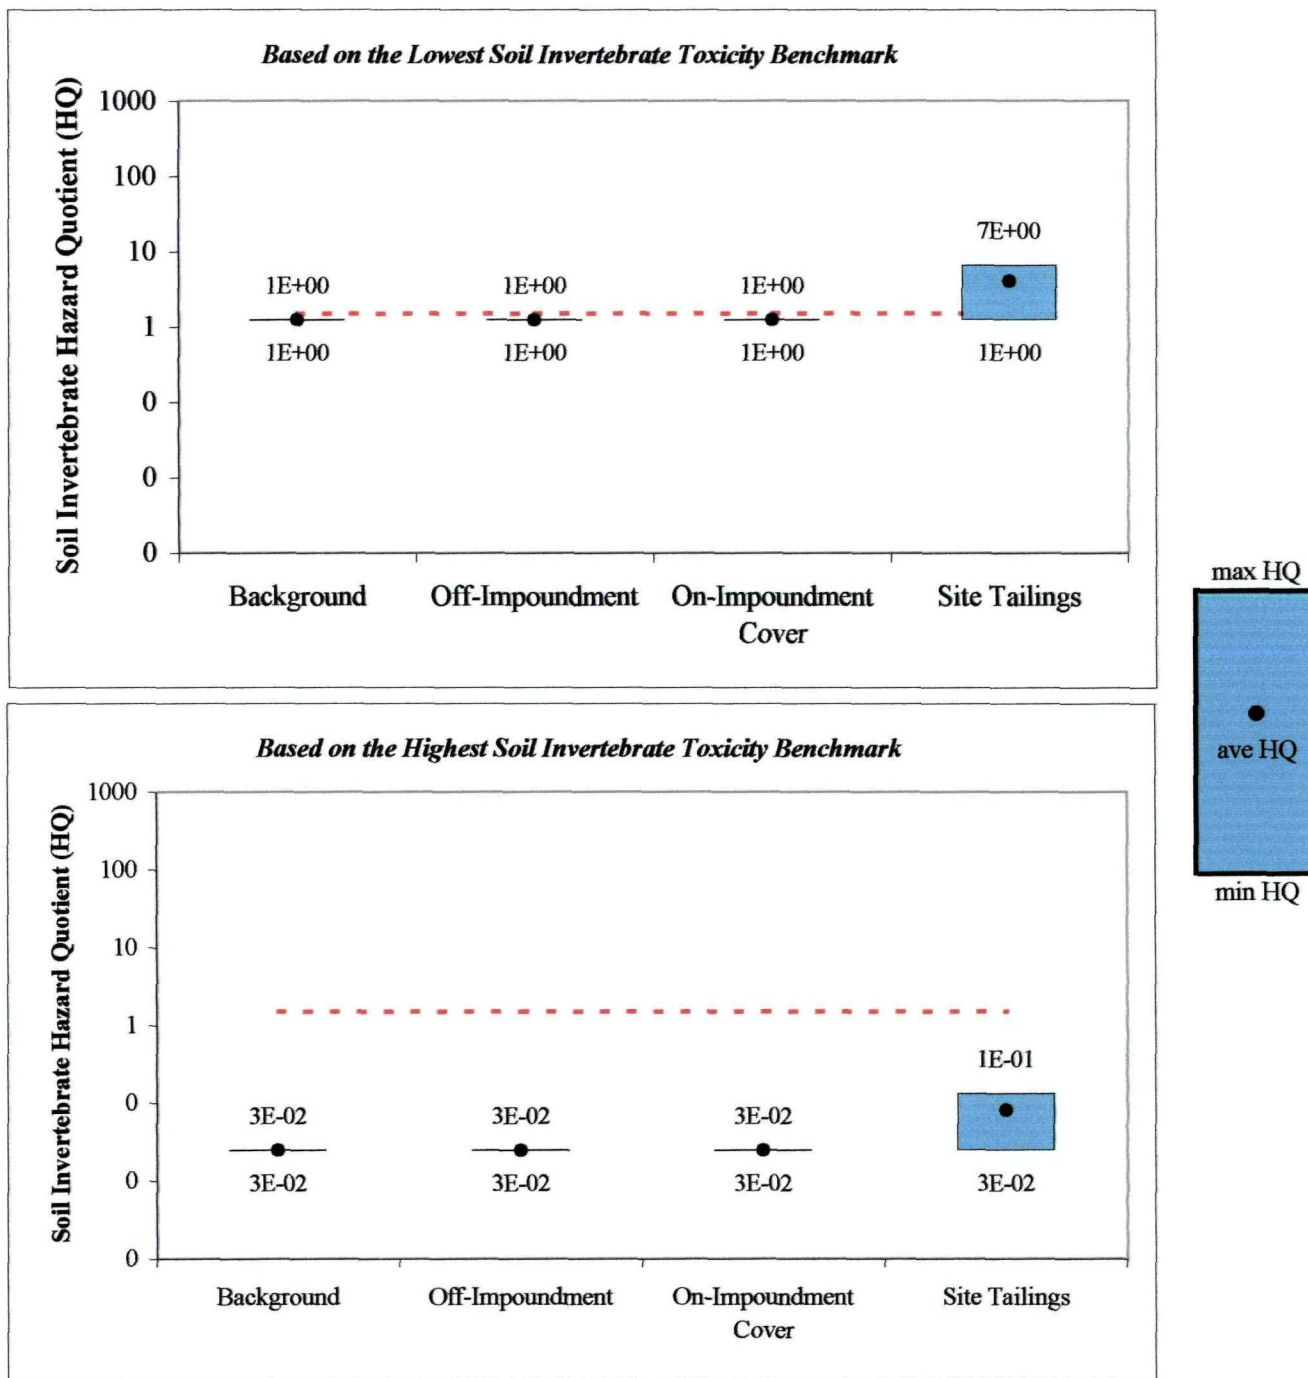 Based on the Lowest Soil Invertebrate Toxicity Benchmark
Soil Invertebrate Hazard Quotient (HQ)
1000
100
10
1
0
0
0
1E+00
1E+00
1E+00
7E+00
1E+00
1E+00
1E+00
1E+00
Background
Off-Impoundment
On-Impoundment
Cover
Site Tailings
max HQ
ave HQ
min HQ
Based on the Highest Soil Invertebrate Toxicity Benchmark
Soil Invertebrate Hazard Quotient (HQ)
1000
100
10
1
0
0
0
3E-02
3E-02
3E-02
1E-01
3E-02
3E-02
3E-02
3E-02
Background
Off-Impoundment
On-Impoundment
Cover
Site Tailings